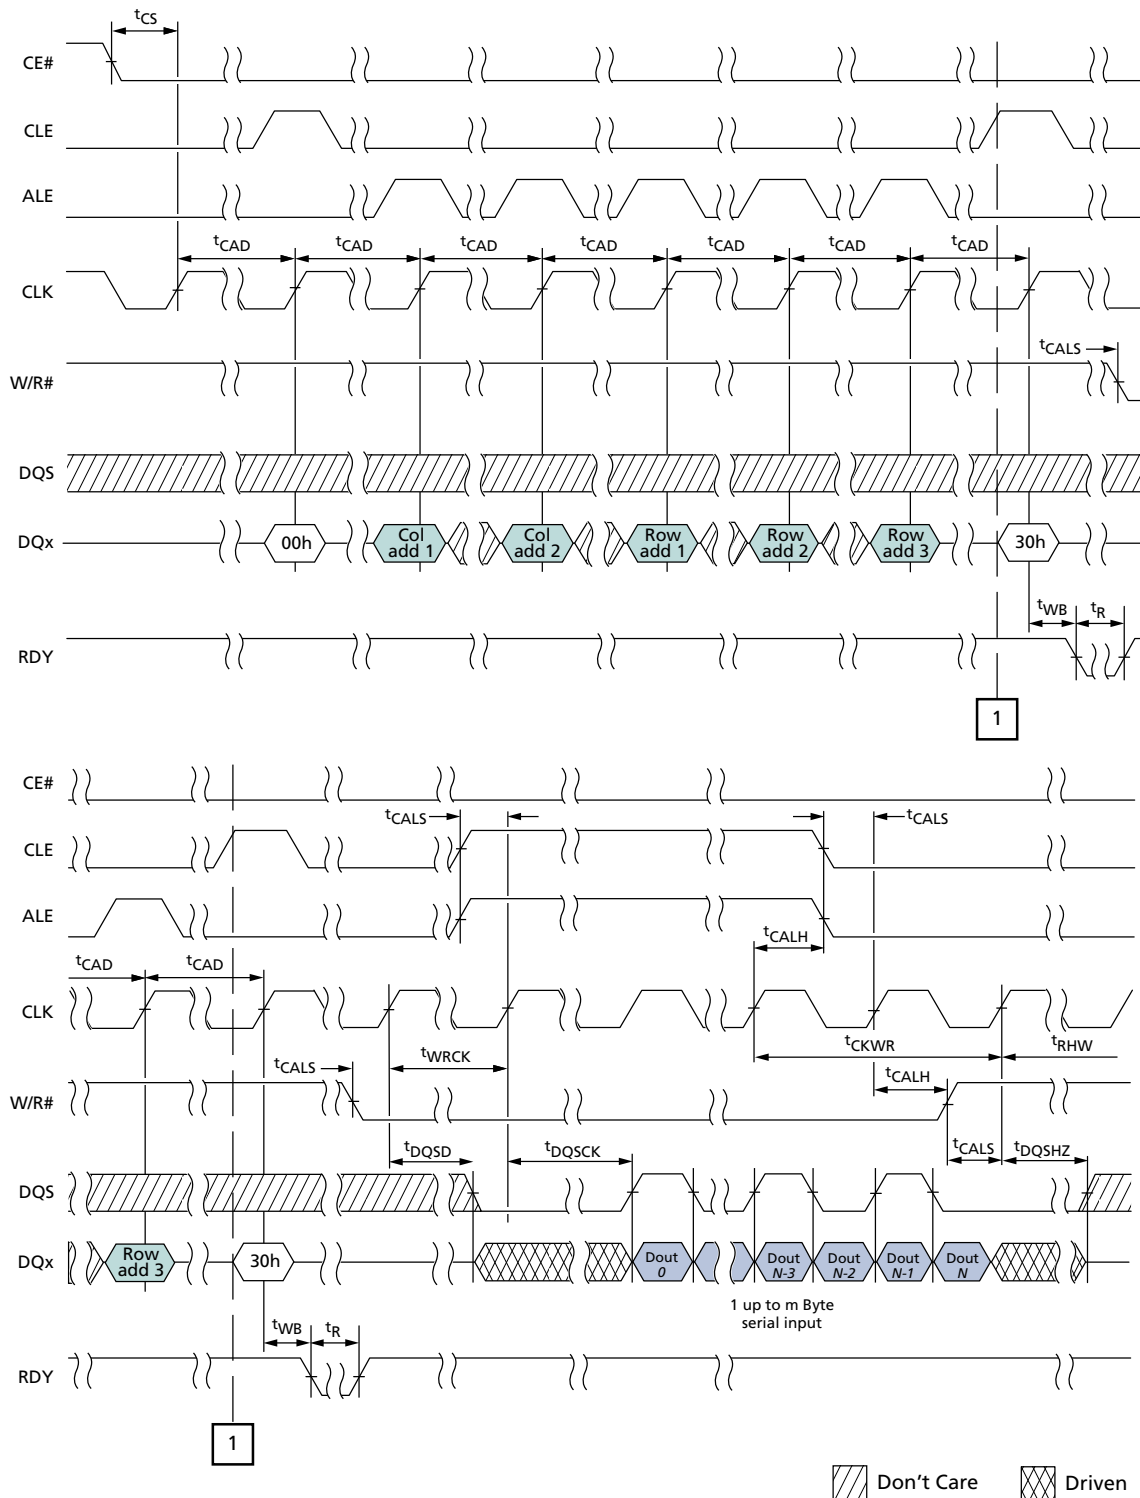 tCS
CE#
CLE
ALE
tCAD tCAD tCAD tCAD tCAD tCAD tCAD
CLK
tCALS
W/R#
DQS
DQx 00h Col add 1 Col add 2 Row add 1 Row add 2 Row add 3 30h
tWB tR
RDY
1
CE#
tCALS tCALS
CLE
ALE
tCALH
tCAD tCAD
CLK
tCKWR tRHW
tCALS tWRCK
tCALH
W/R#
tDQSD tDQSCK tCALS tDQSHZ
DQS
DQx Row add 3 30h Dout 0 Dout N-3 Dout N-2 Dout N-1 Dout N
1 up to m Byte
serial input
tWB tR
RDY
1
Don't Care Driven